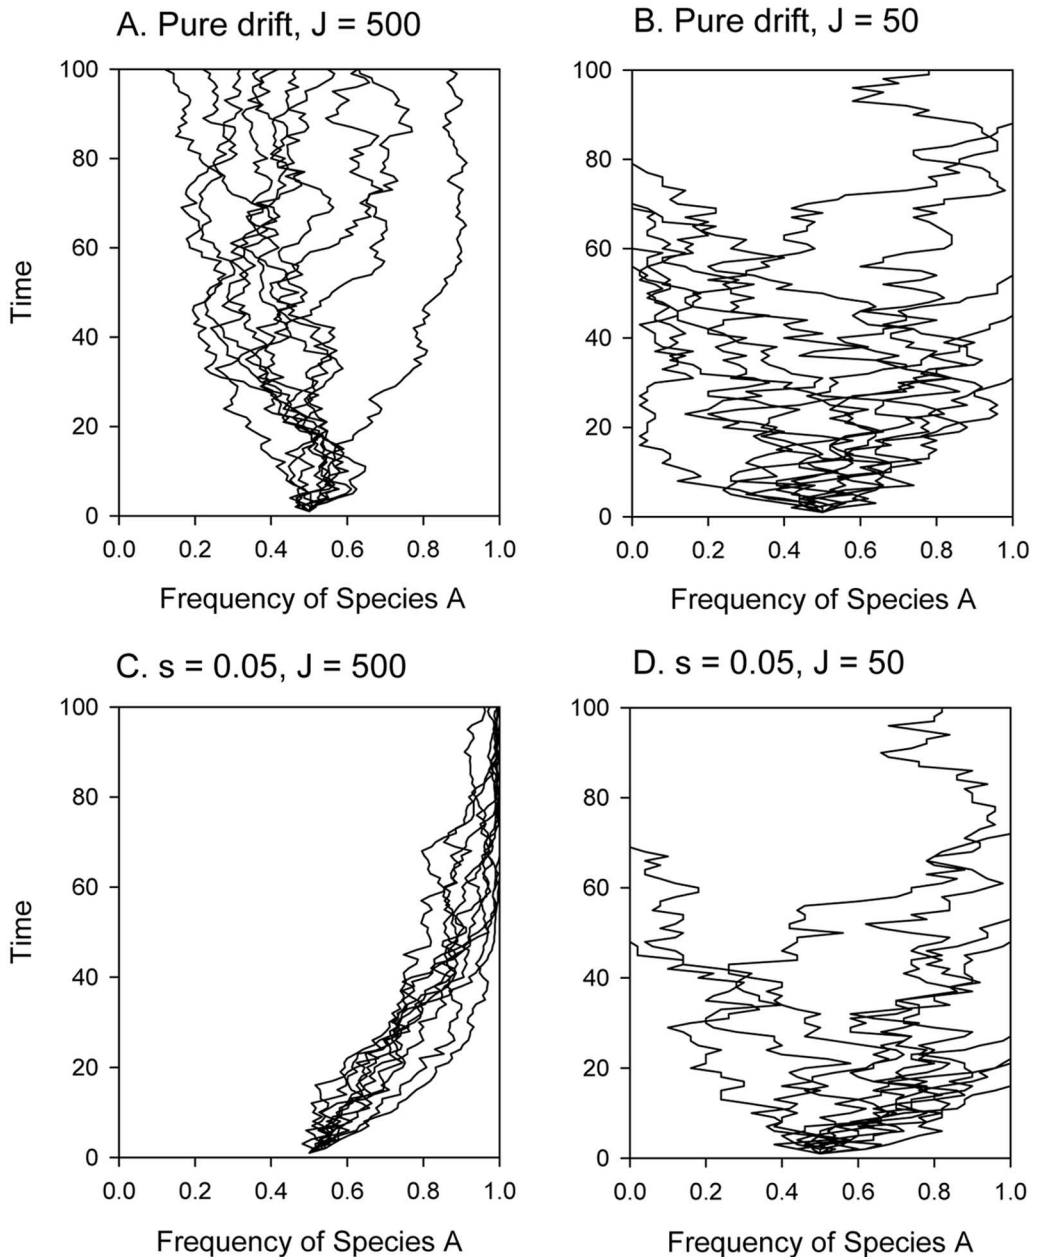 A. Pure drift, J = 500
100
80
60
40
20
0
Time
0.0 0.2 0.4 0.6 0.8 1.0
Frequency of Species A
B. Pure drift, J = 50
100
80
60
40
20
0
0.0 0.2 0.4 0.6 0.8 1.0
Frequency of Species A
C. s = 0.05, J = 500
100
80
60
40
20
0
Time
0.0 0.2 0.4 0.6 0.8 1.0
Frequency of Species A
D. s = 0.05, J = 50
100
80
60
40
20
0
0.0 0.2 0.4 0.6 0.8 1.0
Frequency of Species A